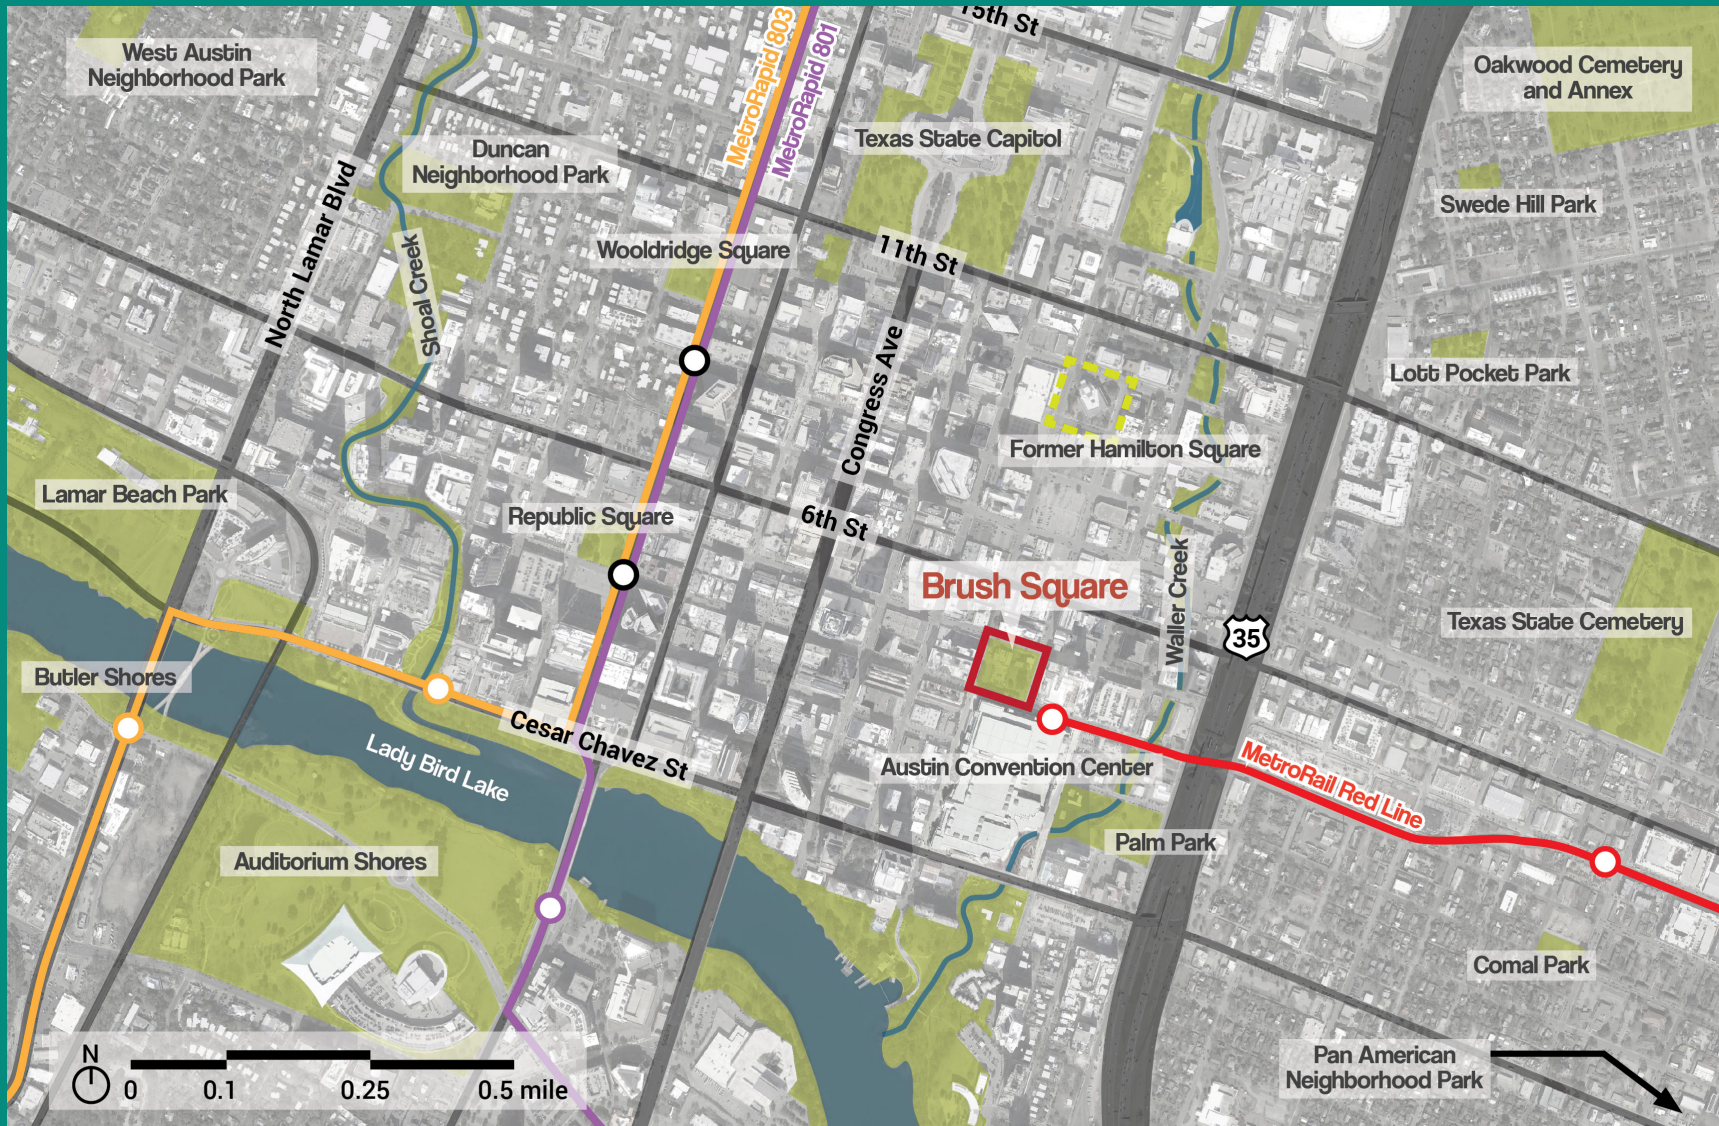 15th St
West Austin
Neighborhood Park
MetroRapid 803
MetroRapid 801
Oakwood Cemetery
and Annex
Texas State Capitol
Duncan
Neighborhood Park
North Lamar Blvd
Swede Hill Park
Wooldridge Square
11th St
Shoal Creek
Congress Ave
Lott Pocket Park
Former Hamilton Square
Lamar Beach Park
Republic Square
6th St
Waller Creek
Brush Square
35
Texas State Cemetery
Butler Shores
Cesar Chavez St
Lady Bird Lake
Austin Convention Center
MetroRail Red Line
Palm Park
Auditorium Shores
Comal Park
N
0
0.1
0.25
0.5 mile
Pan American
Neighborhood Park